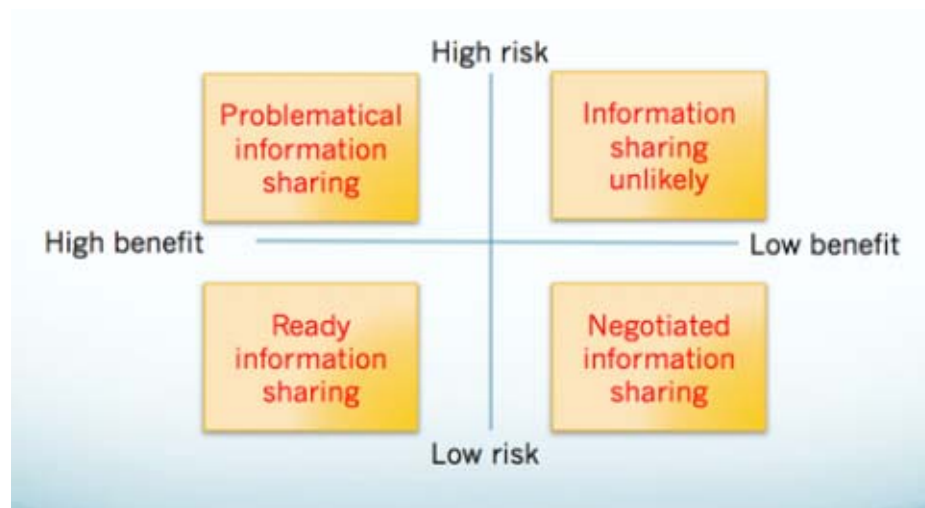 High risk
Problematical
information
sharing
Information
sharing
unlikely
High benefit
Low benefit
Ready
information
sharing
Negotiated
information
sharing
Low risk